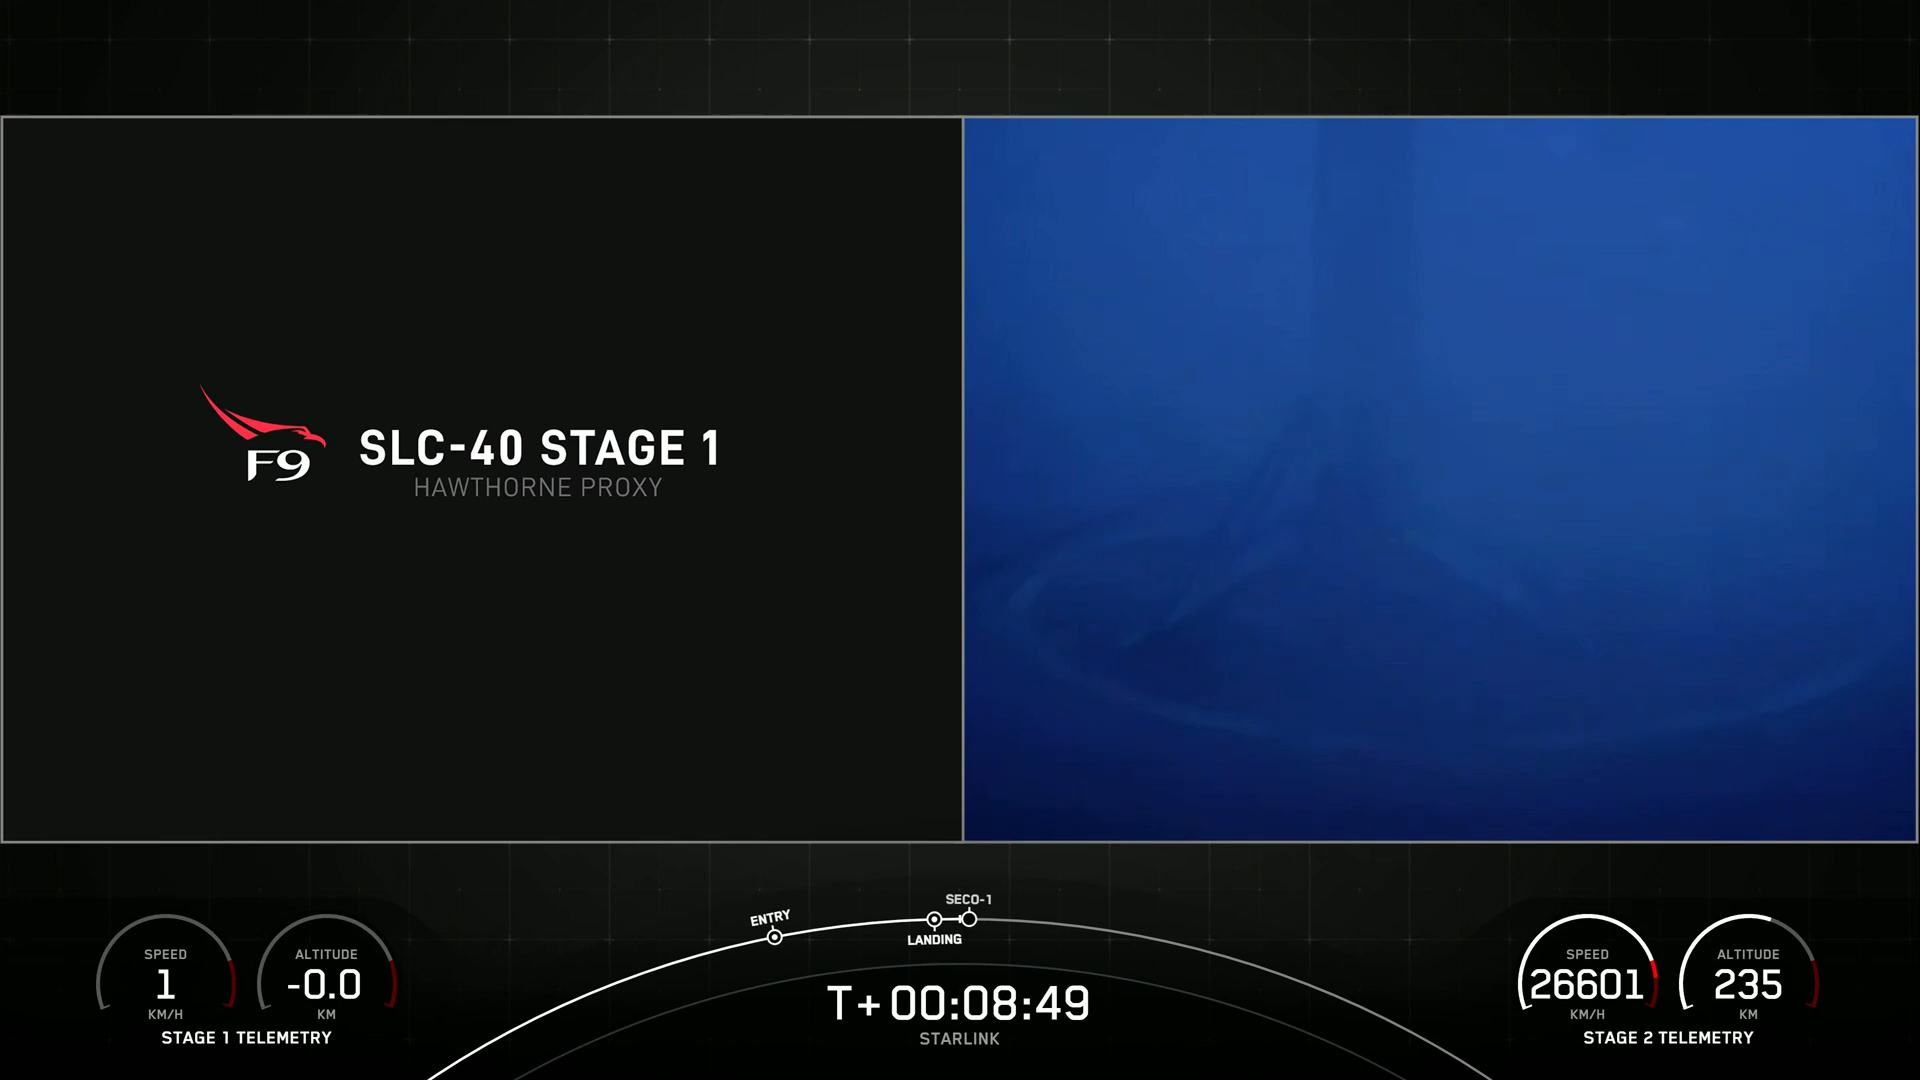 F9
SLC-40 STAGE 1
HAWTHORNE PROXY
SECO-1
ENTRY
LANDING
SPEED
1
KM/H
ALTITUDE
-0.0
KM
STAGE 1 TELEMETRY
T+00:08:49
STARLINK
SPEED
26601
KM/H
ALTITUDE
235
KM
STAGE 2 TELEMETRY